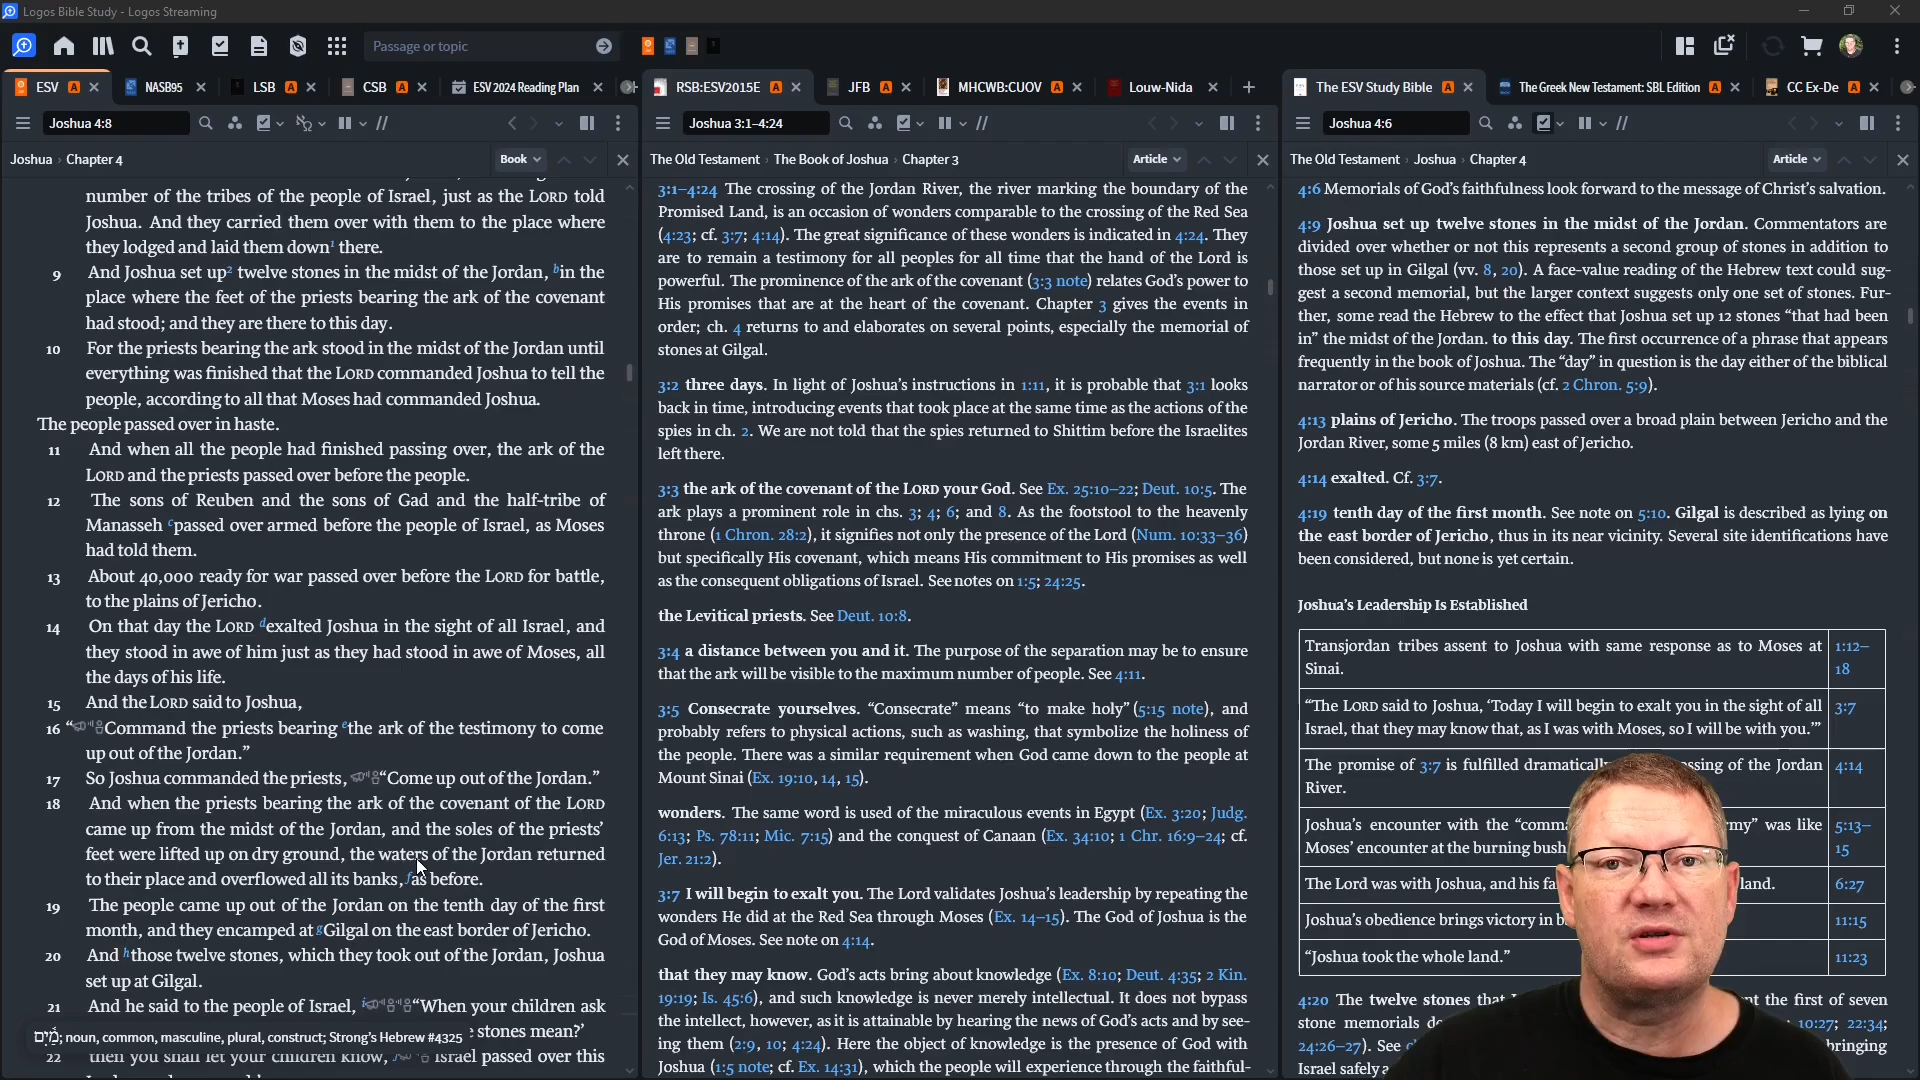 Logos Bible Study - Logos Streaming
Passage or topic
ESV A
NASB95
LSB A
CSB A
ESV 2024 Reading Plan
RSB:ESV2015E A
JFB A
MHCWB:CUOV A
Louw-Nida
The ESV Study Bible A
The Greek New Testament: SBL Edition A
CC Ex-De A
Joshua 4:8
Joshua 3:1–4:24
Joshua 4:6
Joshua › Chapter 4
Book
The Old Testament › The Book of Joshua › Chapter 3
Article
The Old Testament › Joshua › Chapter 4
Article
number of the tribes of the people of Israel, just as the LORD told
Joshua. And they carried them over with them to the place where
they lodged and laid them down1 there.
9 And Joshua set up2 twelve stones in the midst of the Jordan, bin the
place where the feet of the priests bearing the ark of the covenant
had stood; and they are there to this day.
10 For the priests bearing the ark stood in the midst of the Jordan until
everything was finished that the LORD commanded Joshua to tell the
people, according to all that Moses had commanded Joshua.
The people passed over in haste.
11 And when all the people had finished passing over, the ark of the
LORD and the priests passed over before the people.
12 The sons of Reuben and the sons of Gad and the half-tribe of
Manasseh cpassed over armed before the people of Israel, as Moses
had told them.
13 About 40,000 ready for war passed over before the LORD for battle,
to the plains of Jericho.
14 On that day the LORD dexalted Joshua in the sight of all Israel, and
they stood in awe of him just as they had stood in awe of Moses, all
the days of his life.
15 And the LORD said to Joshua,
16 “Command the priests bearing ethe ark of the testimony to come
up out of the Jordan.”
17 So Joshua commanded the priests, “Come up out of the Jordan.”
18 And when the priests bearing the ark of the covenant of the LORD
came up from the midst of the Jordan, and the soles of the priests’
feet were lifted up on dry ground, the waters of the Jordan returned
to their place and overflowed all its banks, fas before.
19 The people came up out of the Jordan on the tenth day of the first
month, and they encamped at gGilgal on the east border of Jericho.
20 And hthose twelve stones, which they took out of the Jordan, Joshua
set up at Gilgal.
21 And he said to the people of Israel, i“When your children ask
e stones mean?’
מַיִם; noun, common, masculine, plural, construct; Strong’s Hebrew #4325
22 then you shall let your children know, Israel passed over this
3:1–4:24 The crossing of the Jordan River, the river marking the boundary of the
Promised Land, is an occasion of wonders comparable to the crossing of the Red Sea
(4:23; cf. 3:7; 4:14). The great significance of these wonders is indicated in 4:24. They
are to remain a testimony for all peoples for all time that the hand of the Lord is
powerful. The prominence of the ark of the covenant (3:3 note) relates God’s power to
His promises that are at the heart of the covenant. Chapter 3 gives the events in
order; ch. 4 returns to and elaborates on several points, especially the memorial of
stones at Gilgal.
3:2 three days. In light of Joshua’s instructions in 1:11, it is probable that 3:1 looks
back in time, introducing events that took place at the same time as the actions of the
spies in ch. 2. We are not told that the spies returned to Shittim before the Israelites
left there.
3:3 the ark of the covenant of the LORD your God. See Ex. 25:10–22; Deut. 10:5. The
ark plays a prominent role in chs. 3; 4; 6; and 8. As the footstool to the heavenly
throne (1 Chron. 28:2), it signifies not only the presence of the Lord (Num. 10:33–36)
but specifically His covenant, which means His commitment to His promises as well
as the consequent obligations of Israel. See notes on 1:5; 24:25.
the Levitical priests. See Deut. 10:8.
3:4 a distance between you and it. The purpose of the separation may be to ensure
that the ark will be visible to the maximum number of people. See 4:11.
3:5 Consecrate yourselves. “Consecrate” means “to make holy” (5:15 note), and
probably refers to physical actions, such as washing, that symbolize the holiness of
the people. There was a similar requirement when God came down to the people at
Mount Sinai (Ex. 19:10, 14, 15).
wonders. The same word is used of the miraculous events in Egypt (Ex. 3:20; Judg.
6:13; Ps. 78:11; Mic. 7:15) and the conquest of Canaan (Ex. 34:10; 1 Chr. 16:9–24; cf.
Jer. 21:2).
3:7 I will begin to exalt you. The Lord validates Joshua’s leadership by repeating the
wonders He did at the Red Sea through Moses (Ex. 14–15). The God of Joshua is the
God of Moses. See note on 4:14.
that they may know. God’s acts bring about knowledge (Ex. 8:10; Deut. 4:35; 2 Kin.
19:19; Is. 45:6), and such knowledge is never merely intellectual. It does not bypass
the intellect, however, as it is attainable by hearing the news of God’s acts and by see-
ing them (2:9, 10; 4:24). Here the object of knowledge is the presence of God with
Joshua (1:5 note; cf. Ex. 14:31), which the people will experience through the faithful-
4:6 Memorials of God’s faithfulness look forward to the message of Christ’s salvation.
4:9 Joshua set up twelve stones in the midst of the Jordan. Commentators are
divided over whether or not this represents a second group of stones in addition to
those set up in Gilgal (vv. 8, 20). A face-value reading of the Hebrew text could sug-
gest a second memorial, but the larger context suggests only one set of stones. Fur-
ther, some read the Hebrew to the effect that Joshua set up 12 stones “that had been
in” the midst of the Jordan. to this day. The first occurrence of a phrase that appears
frequently in the book of Joshua. The “day” in question is the day either of the biblical
narrator or of his source materials (cf. 2 Chron. 5:9).
4:13 plains of Jericho. The troops passed over a broad plain between Jericho and the
Jordan River, some 5 miles (8 km) east of Jericho.
4:14 exalted. Cf. 3:7.
4:19 tenth day of the first month. See note on 5:10. Gilgal is described as lying on
the east border of Jericho, thus in its near vicinity. Several site identifications have
been considered, but none is yet certain.
Joshua’s Leadership Is Established
Transjordan tribes assent to Joshua with same response as to Moses at 1:12–
Sinai. 18
“The LORD said to Joshua, ‘Today I will begin to exalt you in the sight of all 3:7
Israel, that they may know that, as I was with Moses, so I will be with you.’”
The promise of 3:7 is fulfilled dramatically ssing of the Jordan 4:14
River.
Joshua’s encounter with the “comma rmy” was like 5:13–
Moses’ encounter at the burning bush 15
The Lord was with Joshua, and his fa land. 6:27
Joshua’s obedience brings victory in b 11:15
“Joshua took the whole land.” 11:23
4:20 The twelve stones that nt the first of seven
stone memorials d 10:27; 22:34;
24:26–27). See c bringing
Israel safely a